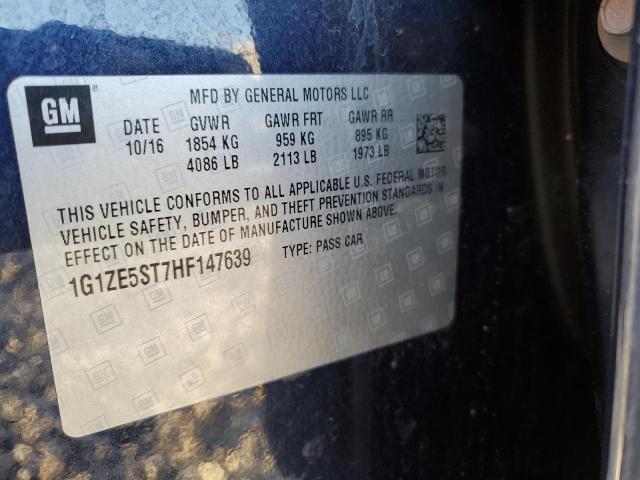 GM
MFD BY GENERAL MOTORS LLC
DATE GVWR GAWR FRT GAWR RR
10/16 1854 KG 959 KG 895 KG
4086 LB 2113 LB 1973 LB
THIS VEHICLE CONFORMS TO ALL APPLICABLE U.S. FEDERAL MOTOR
VEHICLE SAFETY, BUMPER, AND THEFT PREVENTION STANDARDS IN
EFFECT ON THE DATE OF MANUFACTURE SHOWN ABOVE.
1G1ZE5ST7HF147639 TYPE: PASS CAR